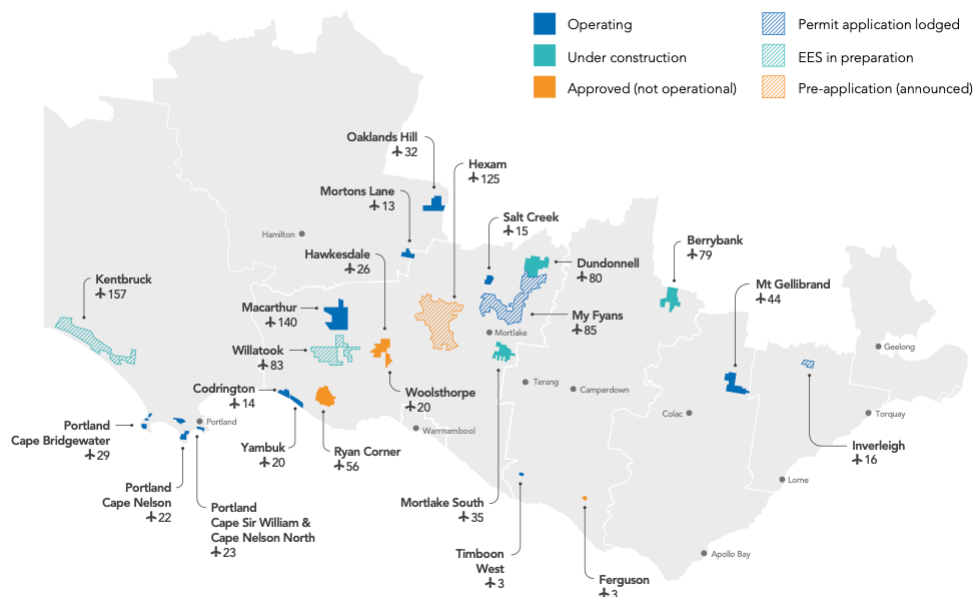 Operating
Under construction
Approved (not operational)
Permit application lodged
EES in preparation
Pre-application (announced)
Oaklands Hill
32
Hexam
125
Mortons Lane
13
Salt Creek
15
Hamilton
Hawkesdale
26
Berrybank
79
Dundonnell
80
Kentbruck
157
Mt Gellibrand
44
Macarthur
140
My Fyans
85
Mortlake
Geelong
Willatook
83
Codrington
14
Woolsthorpe
20
Terang
Camperdown
Colac
Torquay
Portland
Cape Bridgewater
29
Portland
Warrnambool
Yambuk
20
Ryan Corner
56
Inverleigh
16
Portland
Cape Nelson
22
Lorne
Portland
Cape Sir William &
Cape Nelson North
23
Mortlake South
35
Timboon
West
3
Apollo Bay
Ferguson
3